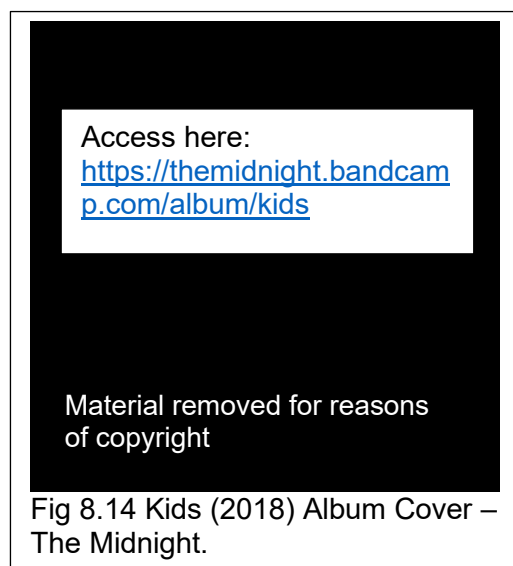 Access here:
https://themidnight.bandcam
p.com/album/kids
Material removed for reasons
of copyright
Fig 8.14 Kids (2018) Album Cover –
The Midnight.